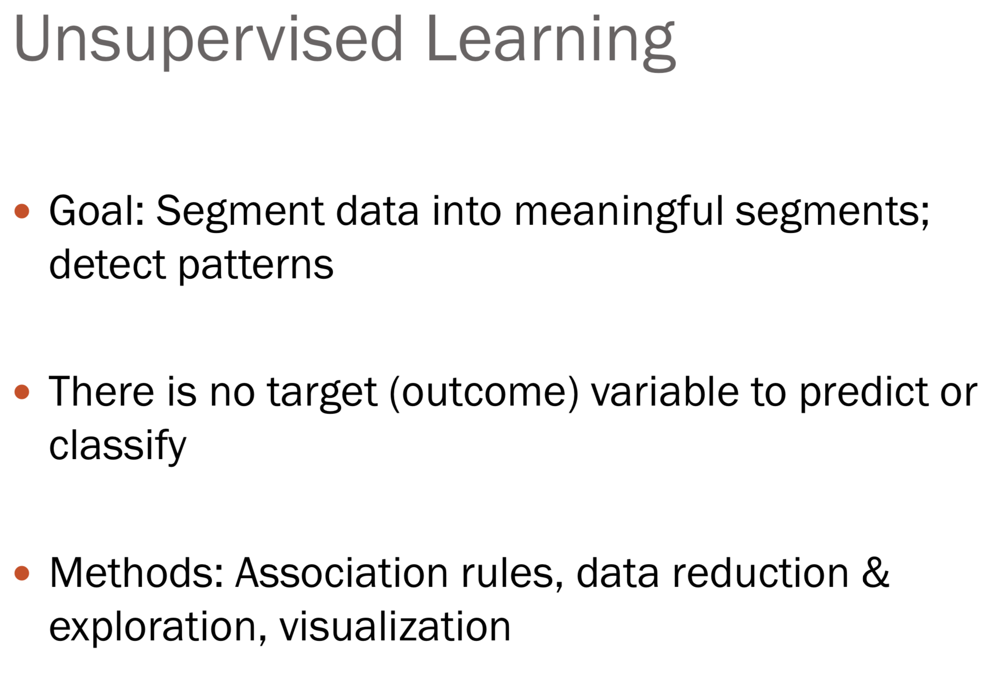 Unsupervised Learning
• Goal: Segment data into meaningful segments;
detect patterns
• There is no target (outcome) variable to predict or
classify
• Methods: Association rules, data reduction &
exploration, visualization